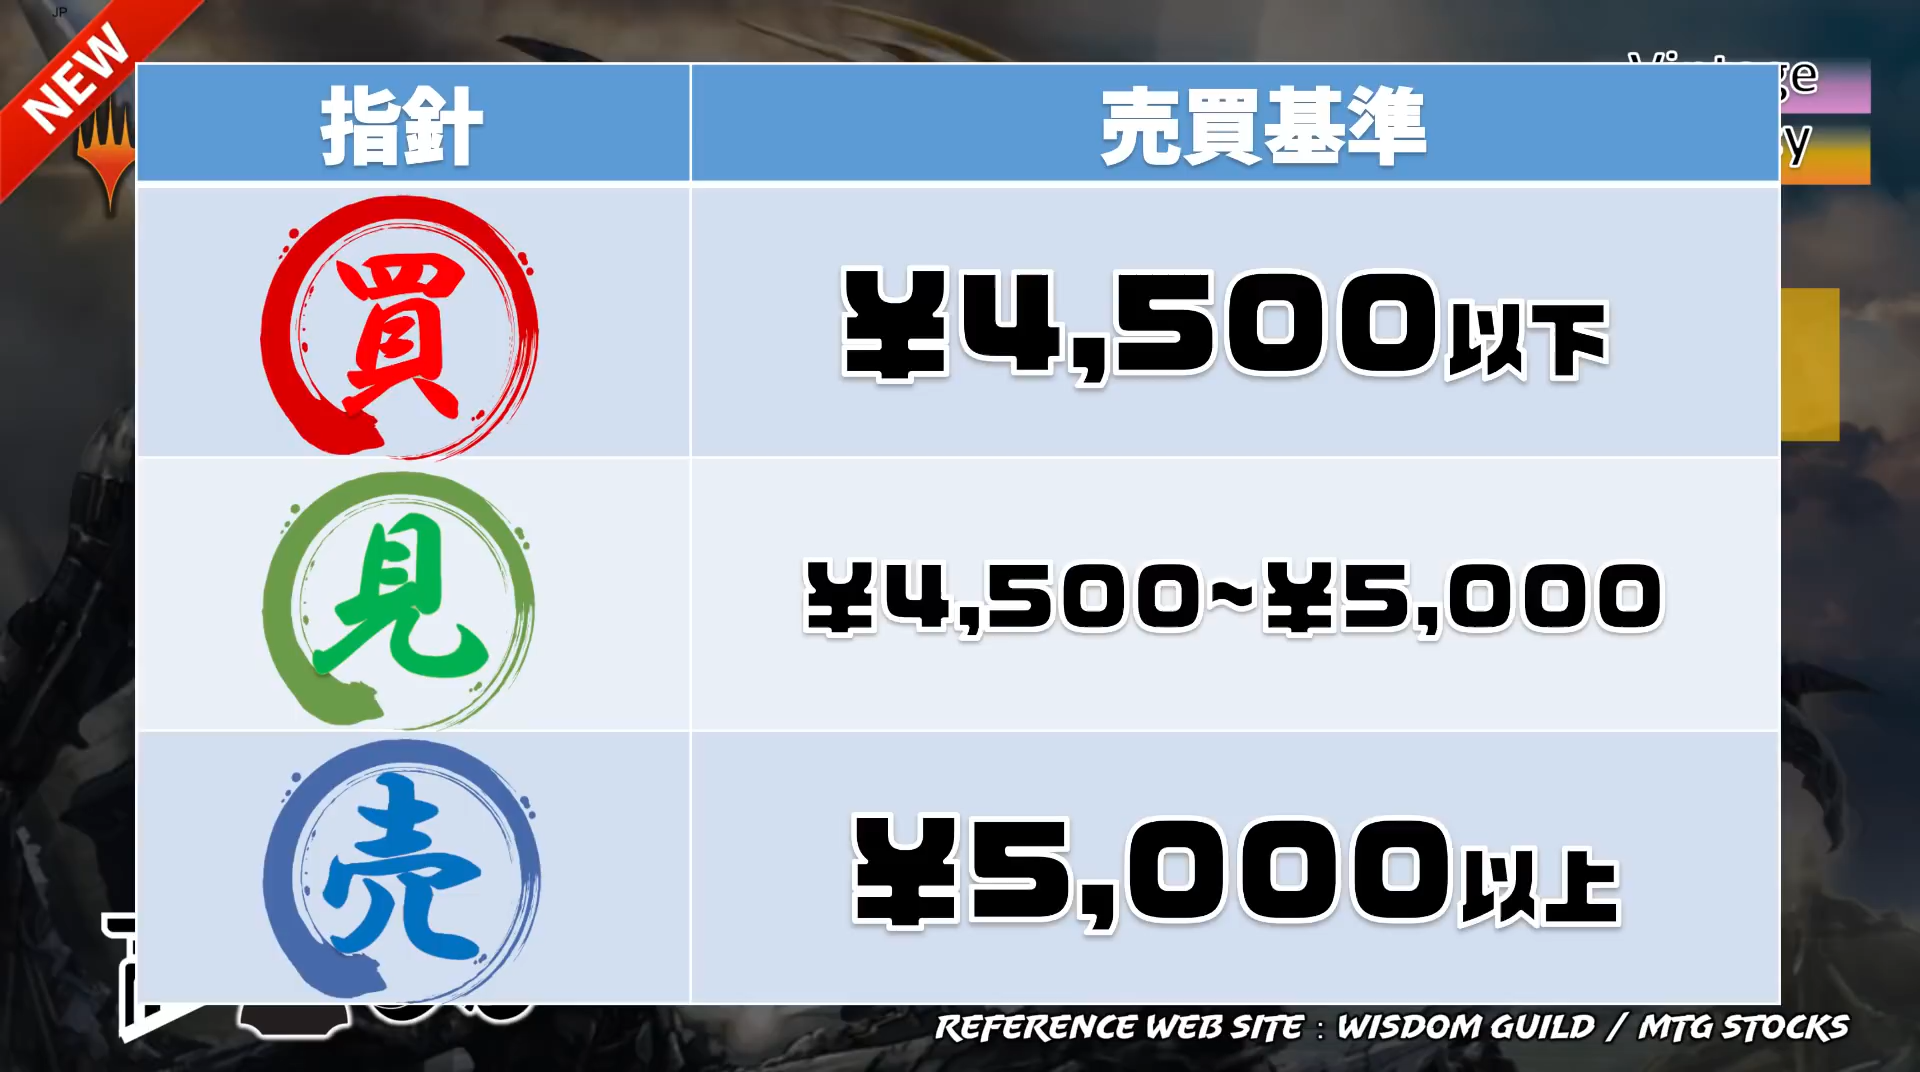 JP
NEW
指針
売買基準
買
¥4,500以下
見
¥4,500~¥5,000
売
¥5,000以上
REFERENCE WEB SITE : WISDOM GUILD / MTG STOCKS